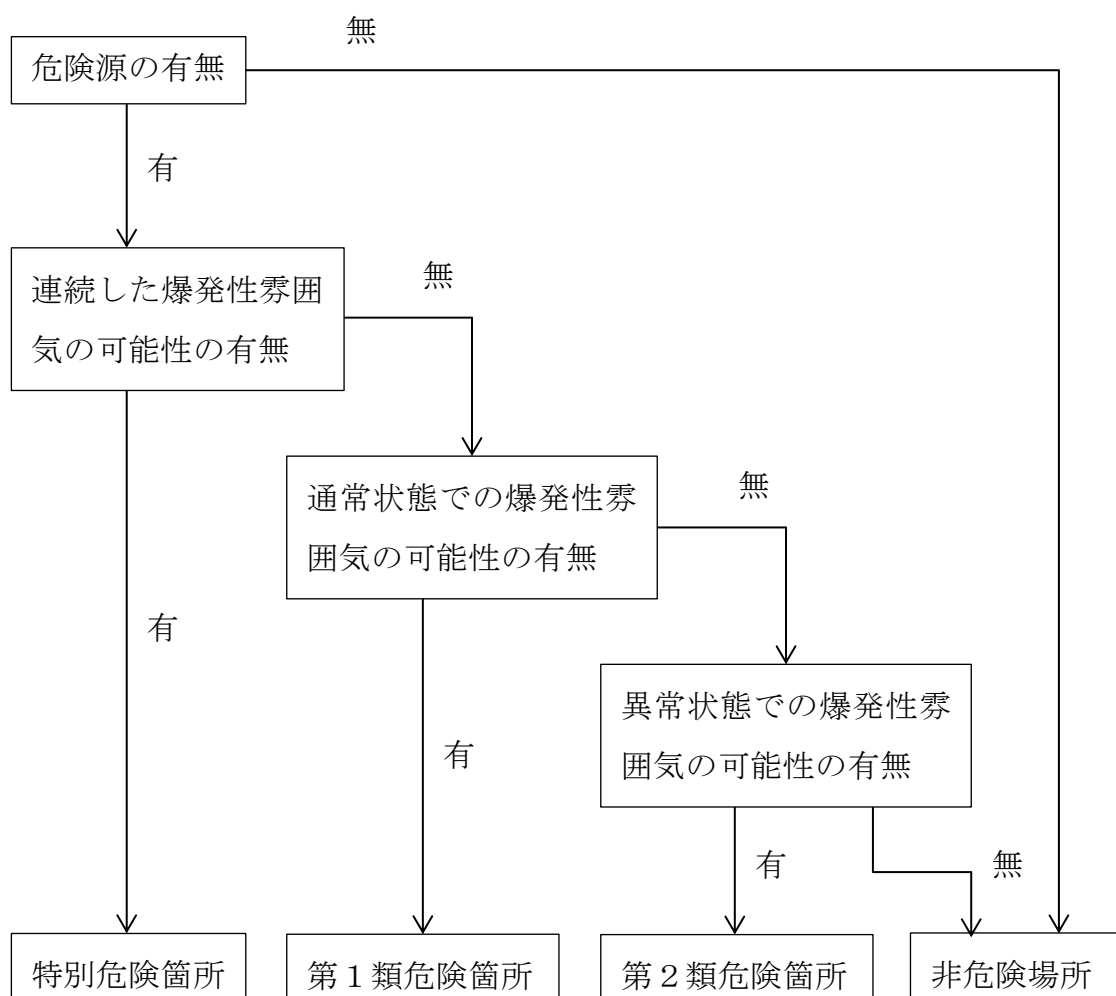 無
危険源の有無
有
連続した爆発性雰囲
気の可能性の有無
無
通常状態での爆発性雰
囲気の可能性の有無
無
有
異常状態での爆発性雰
囲気の可能性の有無
有
有
無
特別危険箇所
第1類危険箇所
第2類危険箇所
非危険場所